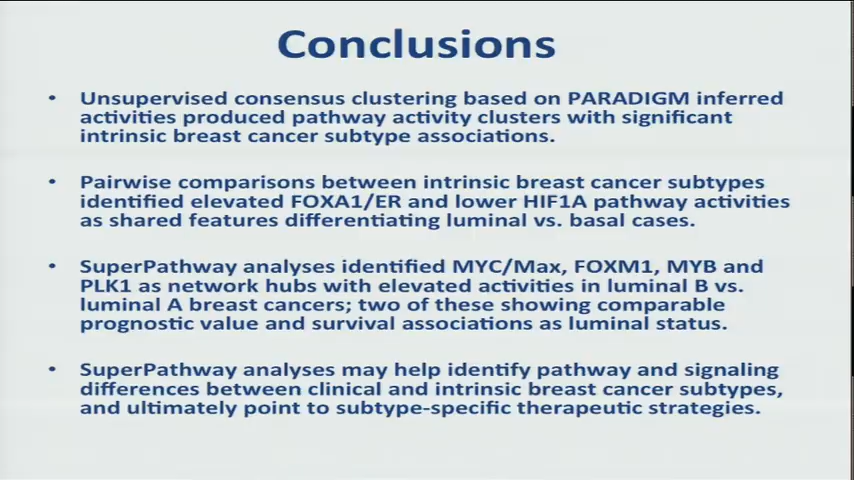 Conclusions
• Unsupervised consensus clustering based on PARADIGM inferred
activities produced pathway activity clusters with significant
intrinsic breast cancer subtype associations.
• Pairwise comparisons between intrinsic breast cancer subtypes
identified elevated FOXA1/ER and lower HIF1A pathway activities
as shared features differentiating luminal vs. basal cases.
• SuperPathway analyses identified MYC/Max, FOXM1, MYB and
PLK1 as network hubs with elevated activities in luminal B vs.
luminal A breast cancers; two of these showing comparable
prognostic value and survival associations as luminal status.
• SuperPathway analyses may help identify pathway and signaling
differences between clinical and intrinsic breast cancer subtypes,
and ultimately point to subtype-specific therapeutic strategies.